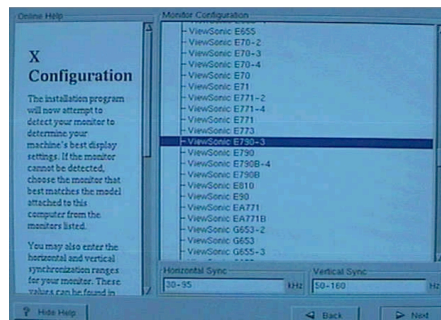 Online Help
X
Configuration
The installation program
will now attempt to
detect your monitor to
determine your
machine's best display
settings. If the monitor
cannot be detected,
choose the monitor that
best matches the model
attached to this
computer from the
monitors listed.
You may also enter the
horizontal and vertical
synchronization ranges
for your monitor. These
values can be found in
Hide Help
Monitor Configuration
ViewSonic E655
ViewSonic E70-2
ViewSonic E70-3
ViewSonic E70-4
ViewSonic E70
ViewSonic E71
ViewSonic E771-2
ViewSonic E771-4
ViewSonic E771
ViewSonic E773
ViewSonic E790-3
ViewSonic E790
ViewSonic E790B-4
ViewSonic E790B
ViewSonic E810
ViewSonic E90
ViewSonic EA771
ViewSonic EA771B
ViewSonic G653-2
ViewSonic G653
ViewSonic G655-3
Horizontal Sync
30-95 kHz
Vertical Sync
50-160 Hz
Back
Next